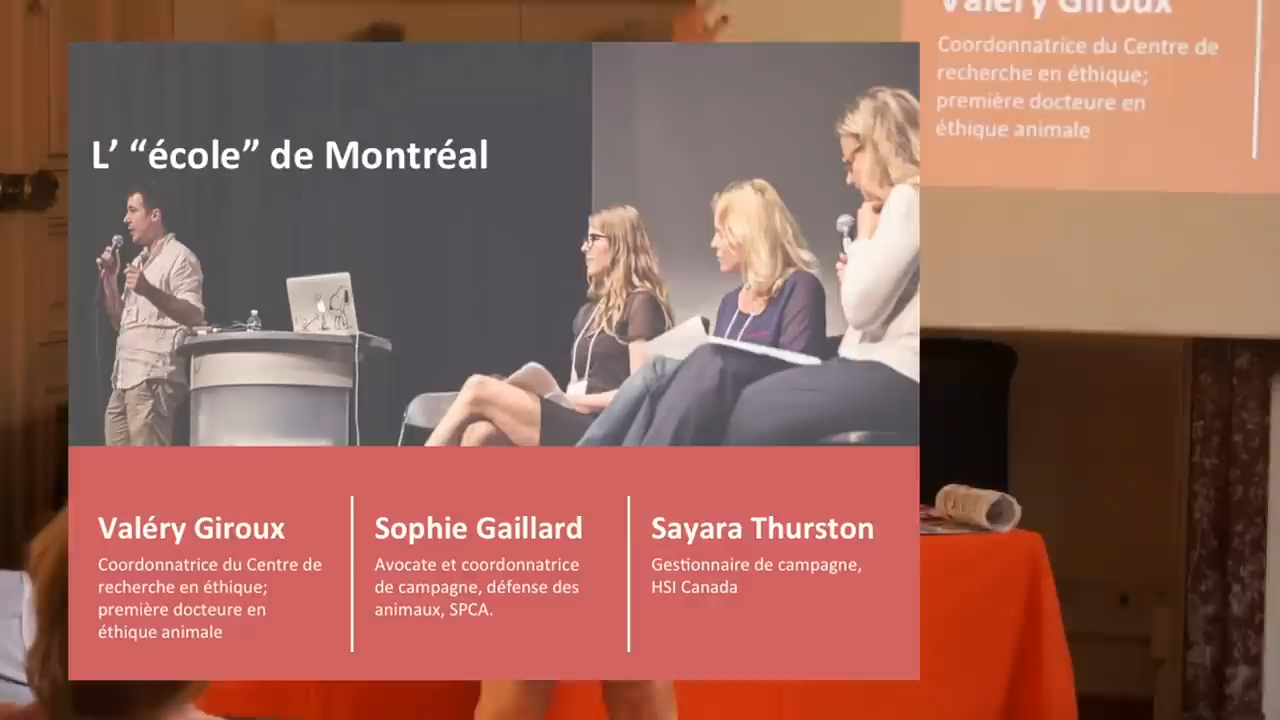 L’ “école” de Montréal
Valéry Giroux
Coordonnatrice du Centre de
recherche en éthique;
première docteure en
éthique animale
Sophie Gaillard
Avocate et coordonnatrice
de campagne, défense des
animaux, SPCA.
Sayara Thurston
Gestionnaire de campagne,
HSI Canada
Valéry Giroux
Coordonnatrice du Centre de
recherche en éthique;
première docteure en
éthique animale